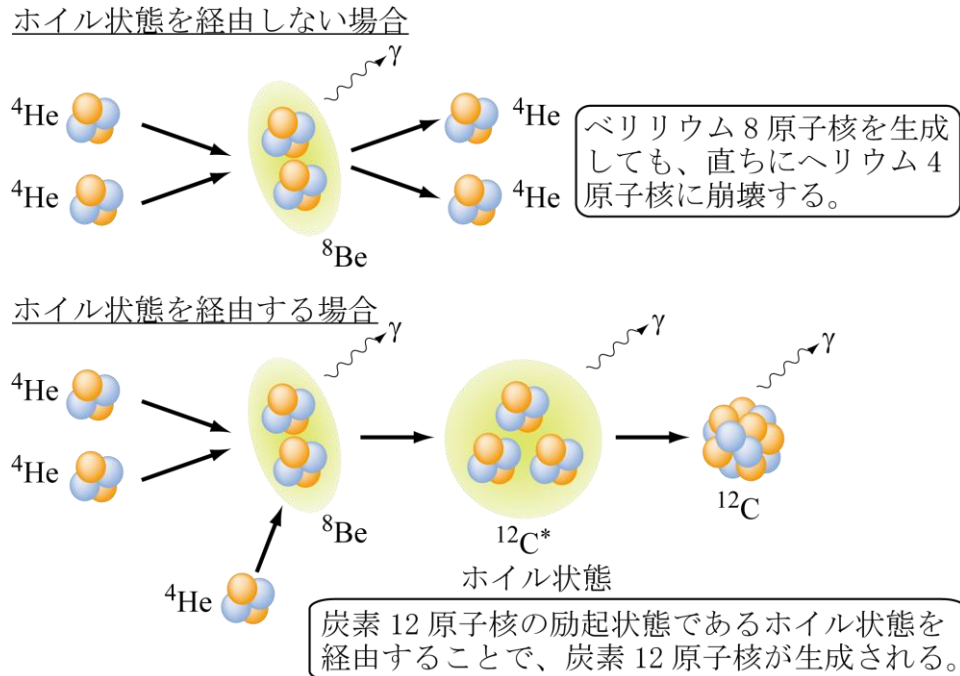 ホイル状態を経由しない場合
γ
⁴He
⁴He
⁴He
⁴He
⁸Be
ベリリウム 8 原子核を生成
しても、直ちにヘリウム 4
原子核に崩壊する。
ホイル状態を経由する場合
γ
γ
γ
⁴He
⁴He
⁸Be
¹²C*
¹²C
⁴He
ホイル状態
炭素 12 原子核の励起状態であるホイル状態を
経由することで、炭素 12 原子核が生成される。